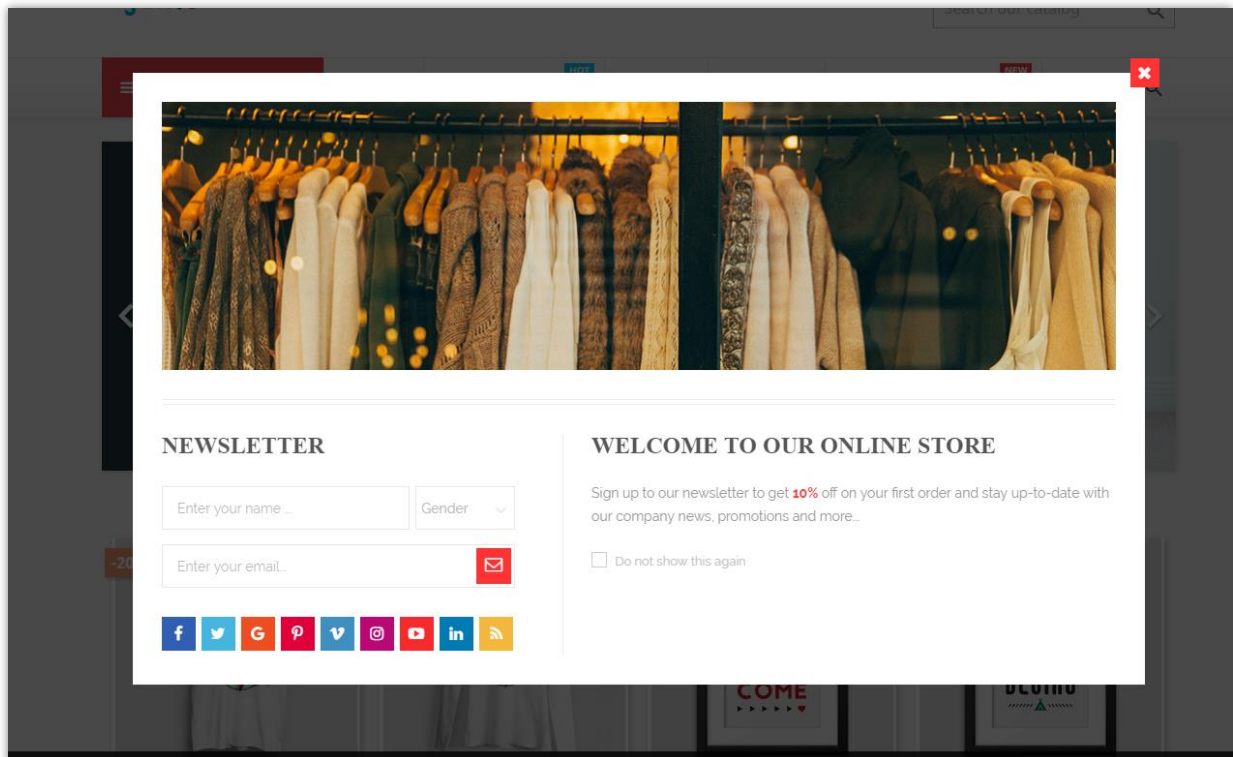 Search our catalog
HOT
NEW
NEWSLETTER
Enter your name ...
Gender
Enter your email...
WELCOME TO OUR ONLINE STORE
Sign up to our newsletter to get 10% off on your first order and stay up-to-date with
our company news, promotions and more...
Do not show this again
-20
COME